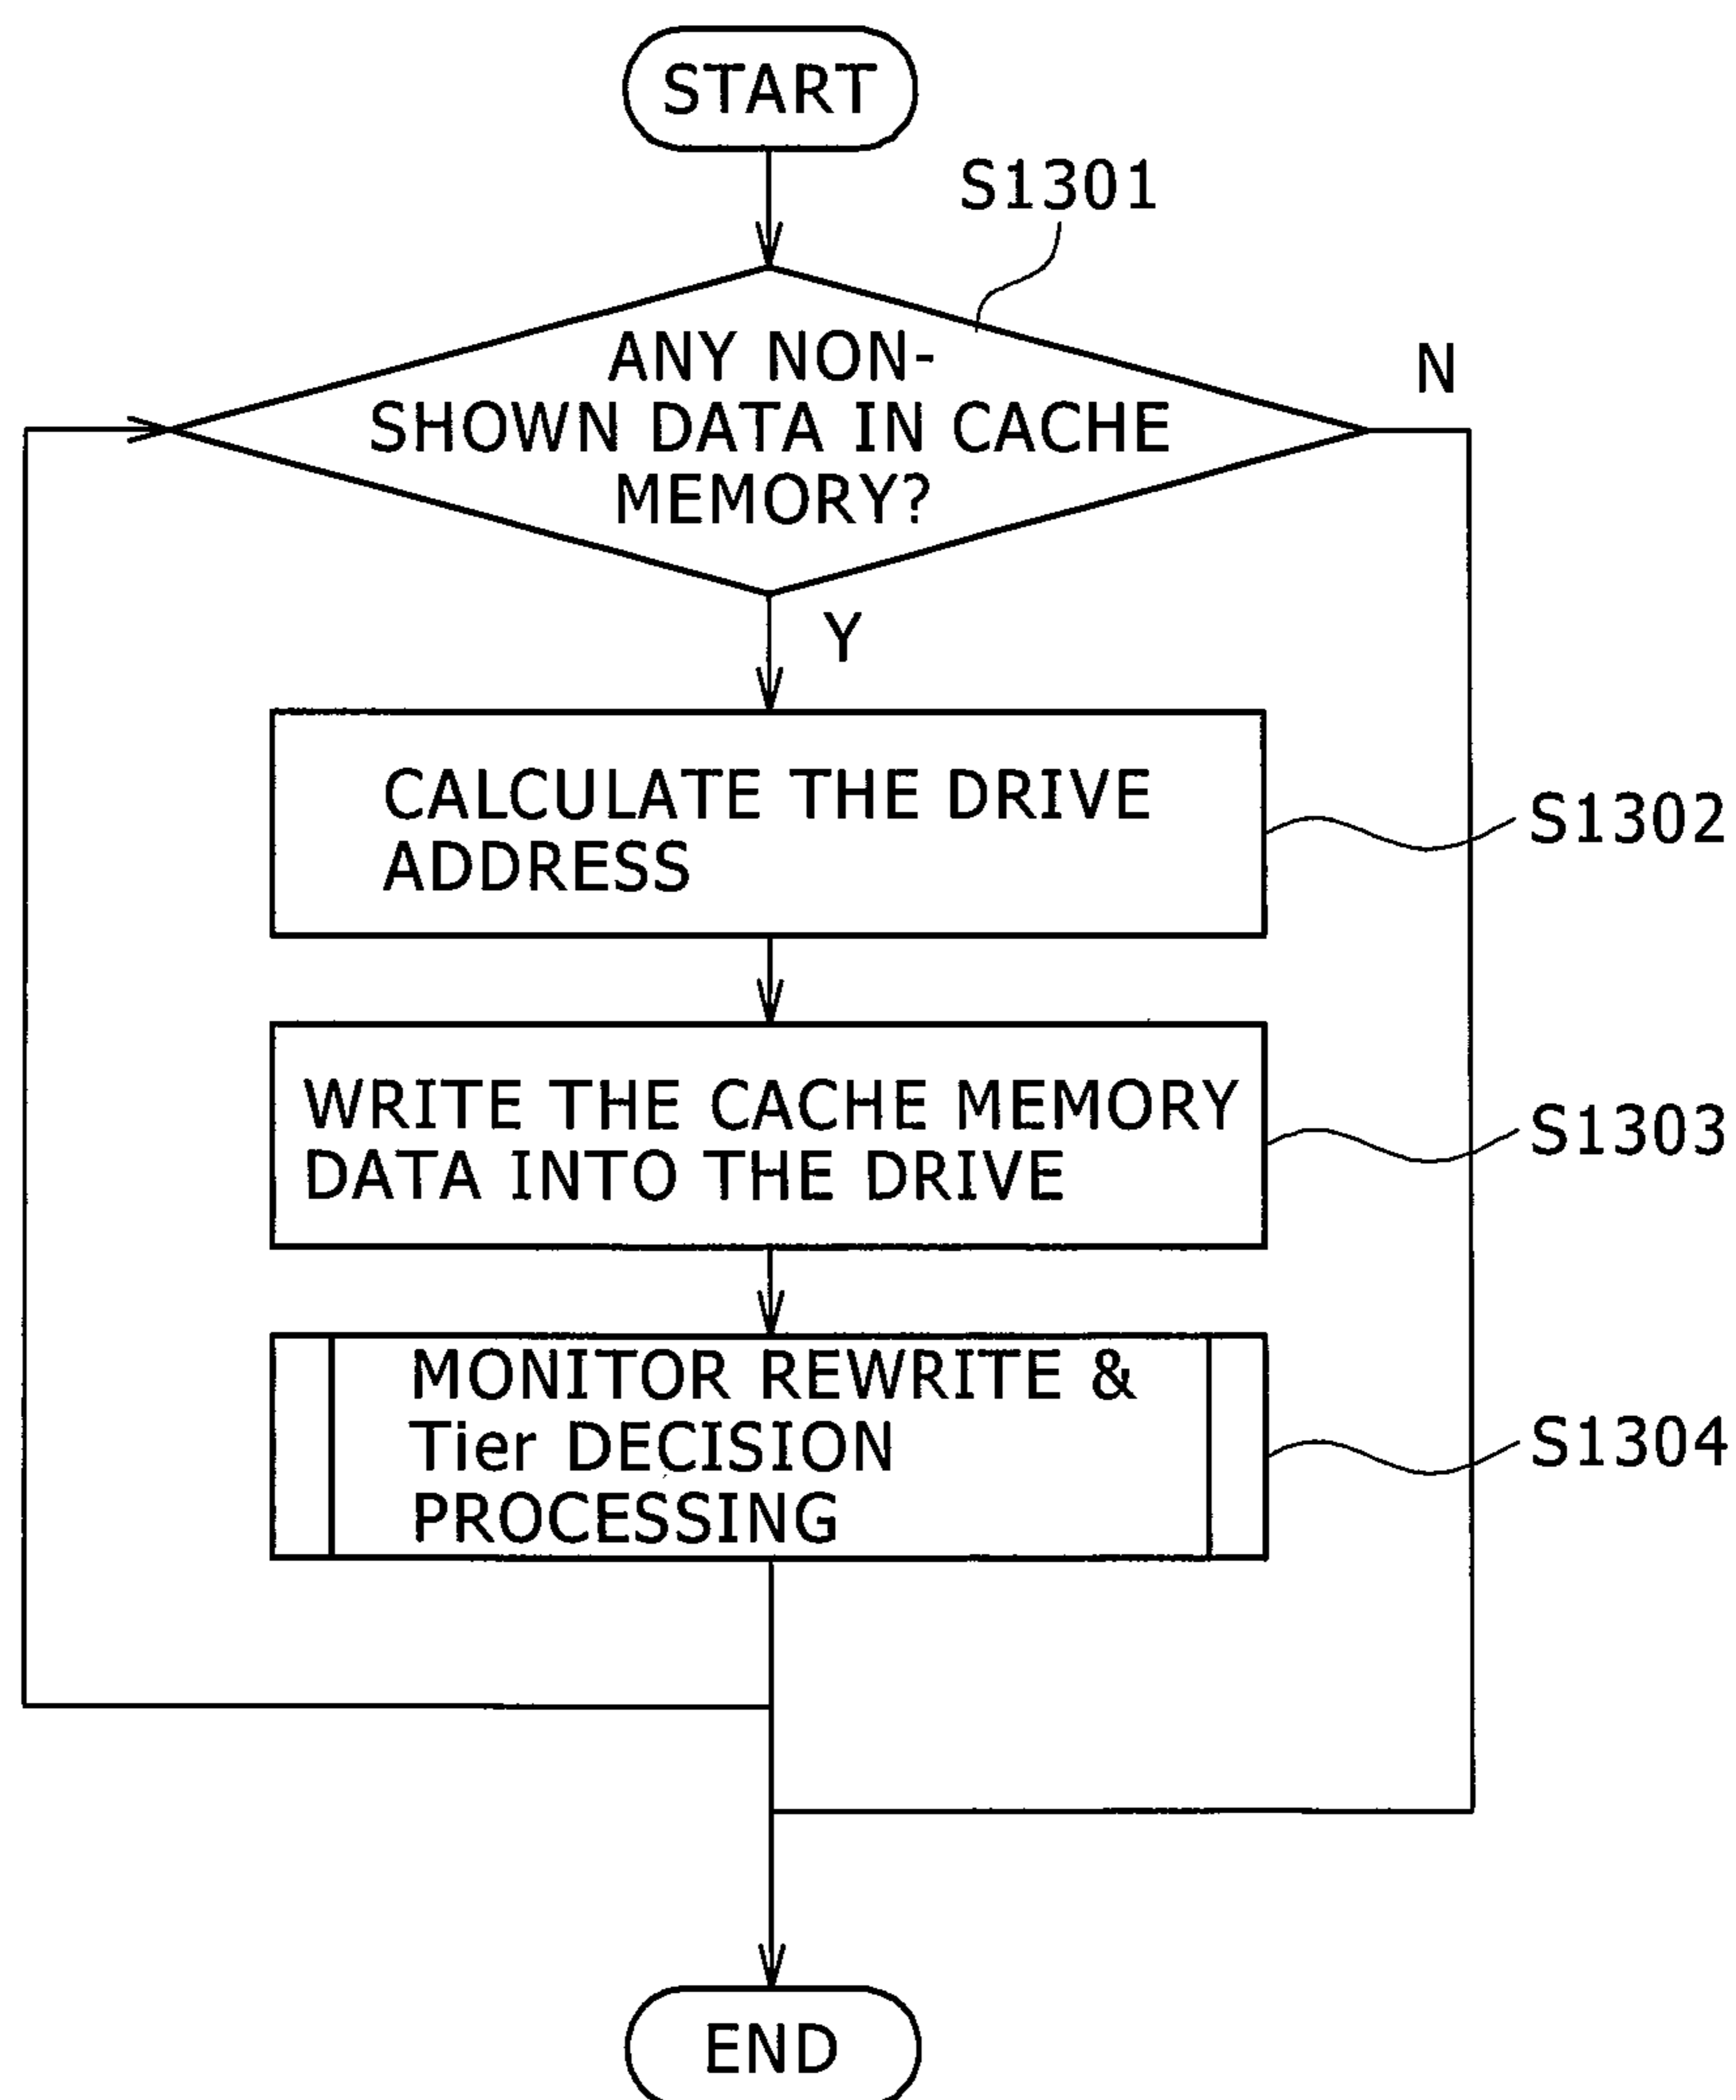 START
S1301
ANY NON-
SHOWN DATA IN CACHE
MEMORY?
N
Y
CALCULATE THE DRIVE
ADDRESS
S1302
WRITE THE CACHE MEMORY
DATA INTO THE DRIVE
S1303
MONITOR REWRITE &
Tier DECISION
PROCESSING
S1304
END